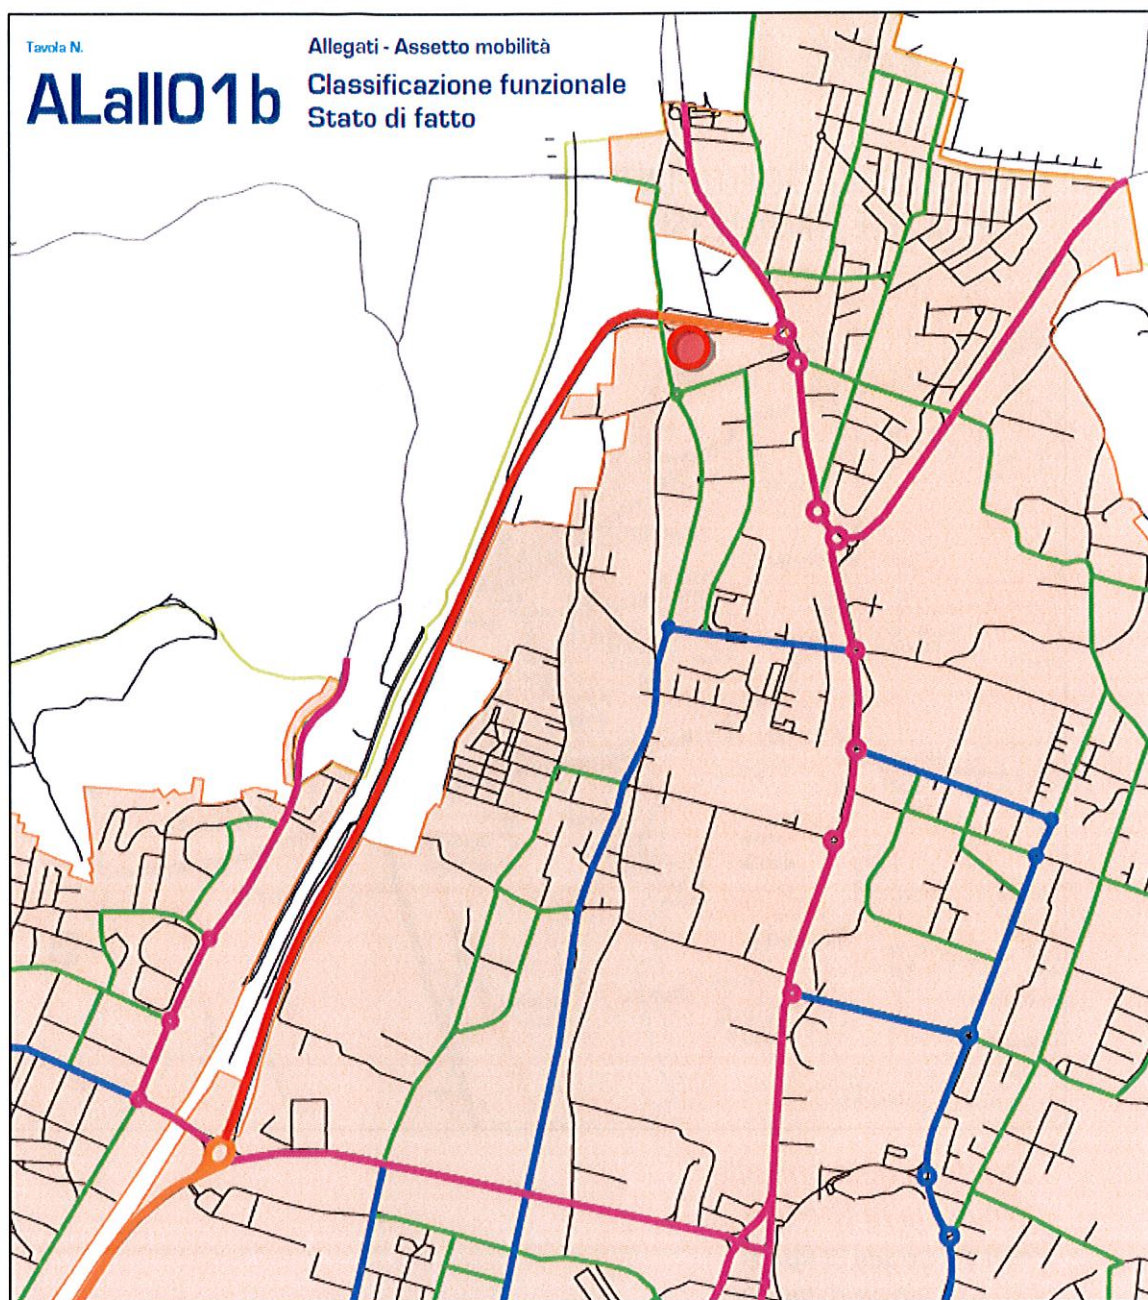 Tavola N.
ALall01b
Allegati - Assetto mobilità
Classificazione funzionale
Stato di fatto